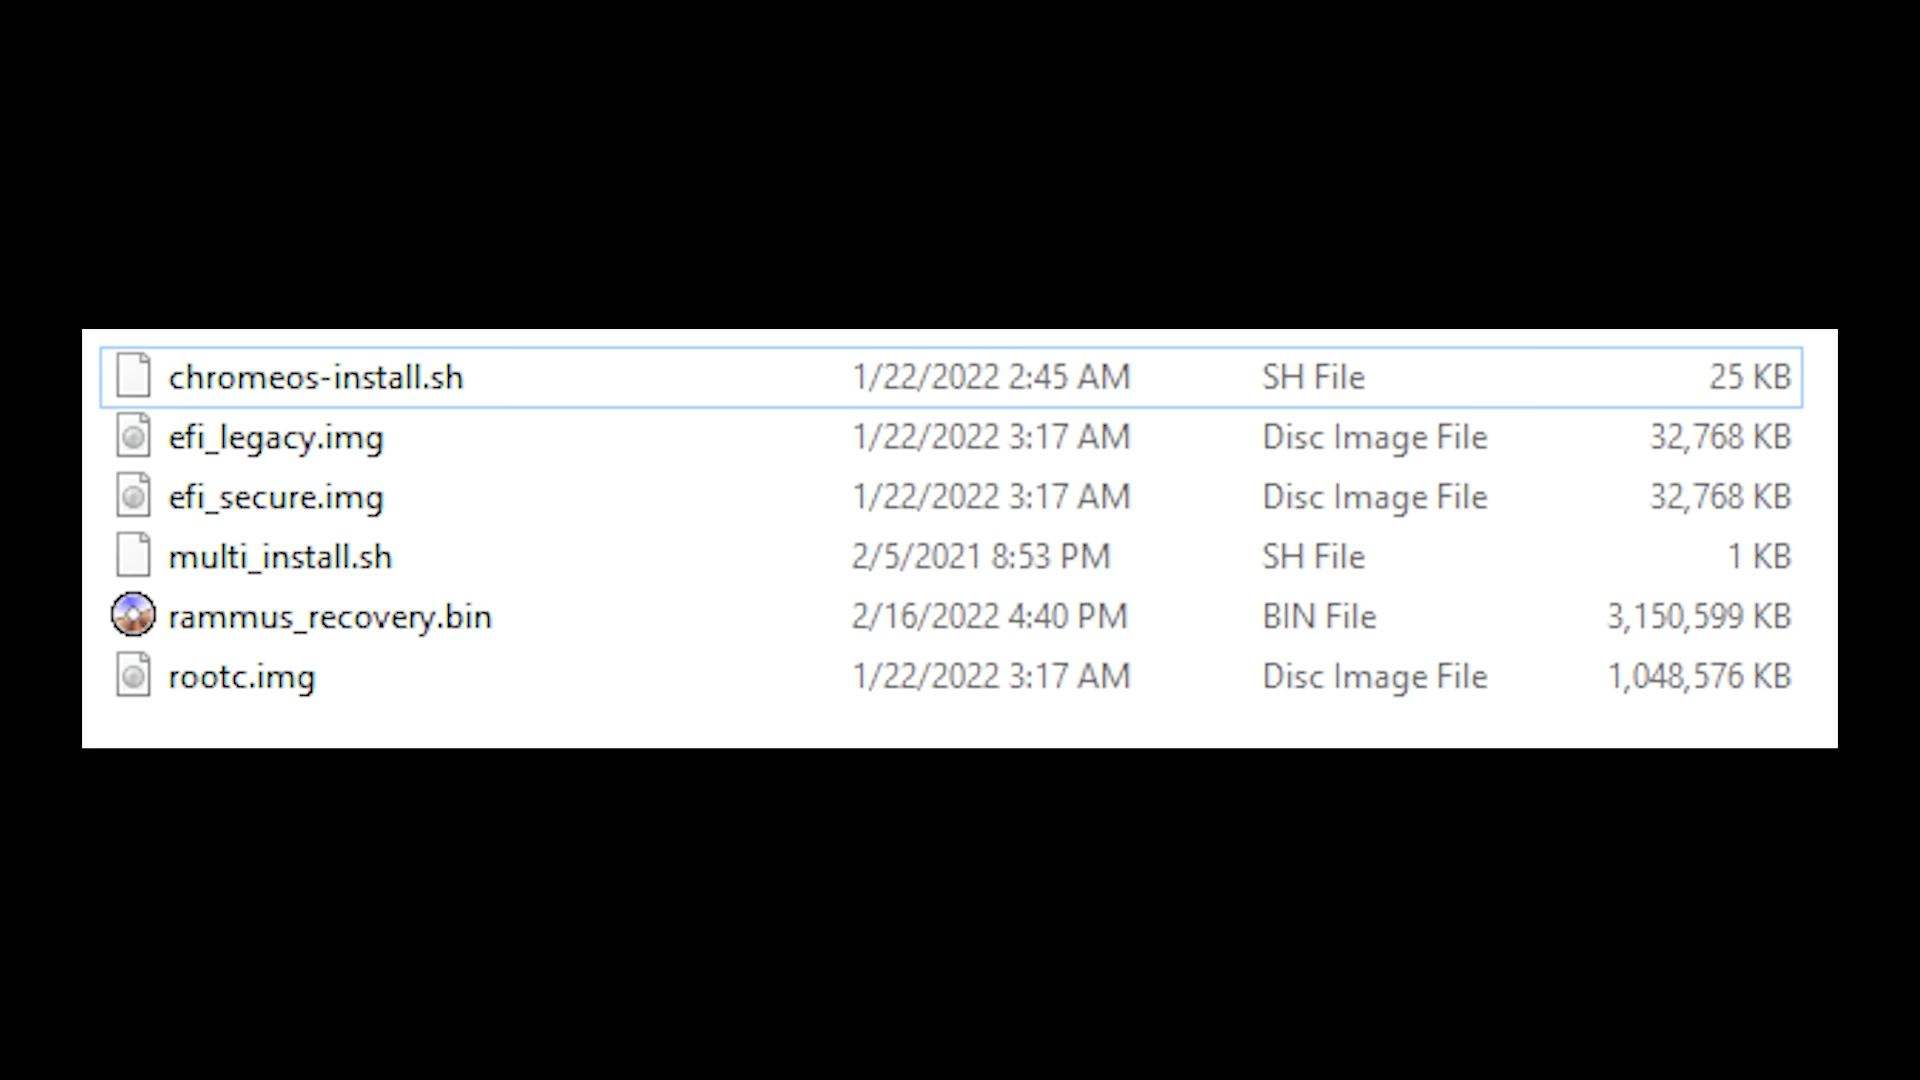 chromeos-install.sh 1/22/2022 2:45 AM SH File 25 KB
efi_legacy.img 1/22/2022 3:17 AM Disc Image File 32,768 KB
efi_secure.img 1/22/2022 3:17 AM Disc Image File 32,768 KB
multi_install.sh 2/5/2021 8:53 PM SH File 1 KB
rammus_recovery.bin 2/16/2022 4:40 PM BIN File 3,150,599 KB
rootc.img 1/22/2022 3:17 AM Disc Image File 1,048,576 KB